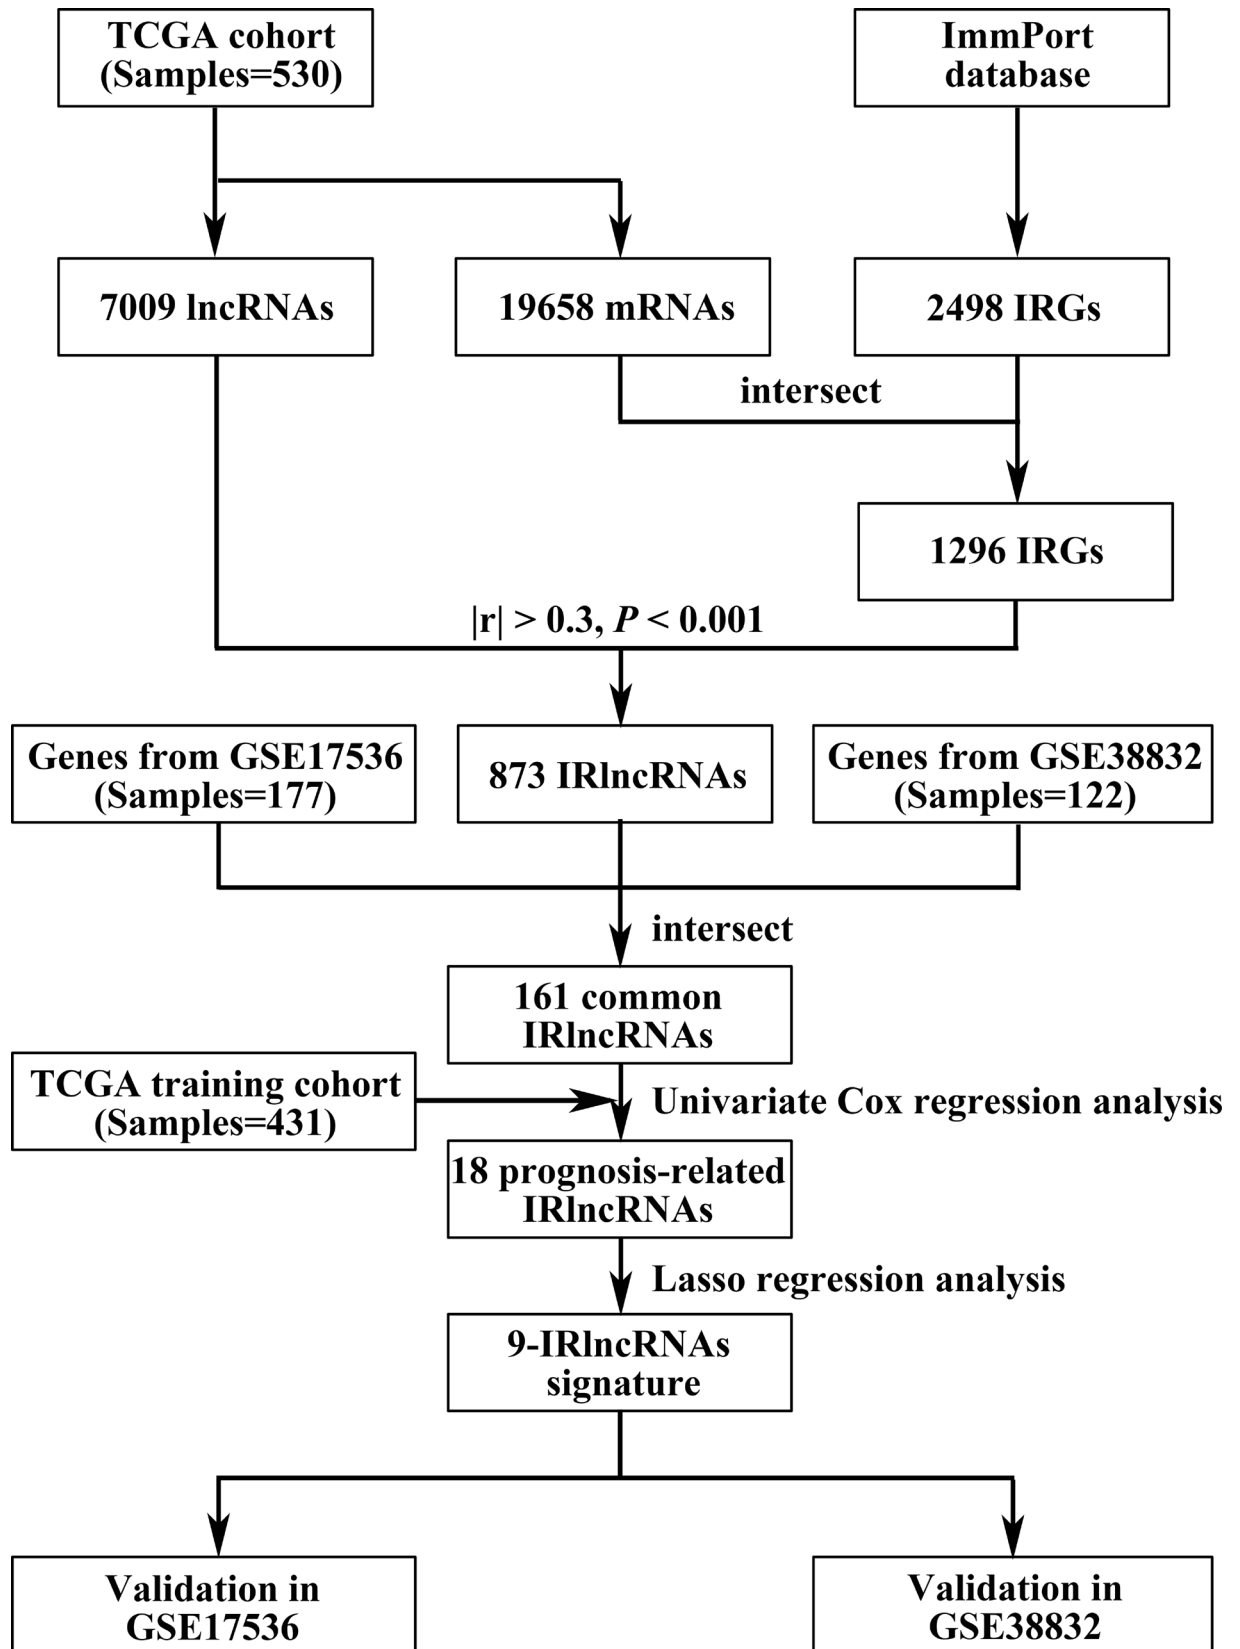 TCGA cohort
(Samples=530)
ImmPort
database
7009 lncRNAs
19658 mRNAs
2498 IRGs
intersect
1296 IRGs
|r| > 0.3, P < 0.001
Genes from GSE17536
(Samples=177)
873 IRlncRNAs
Genes from GSE38832
(Samples=122)
intersect
161 common
IRlncRNAs
TCGA training cohort
(Samples=431)
Univariate Cox regression analysis
18 prognosis-related
IRlncRNAs
Lasso regression analysis
9-IRlncRNAs
signature
Validation in
GSE17536
Validation in
GSE38832